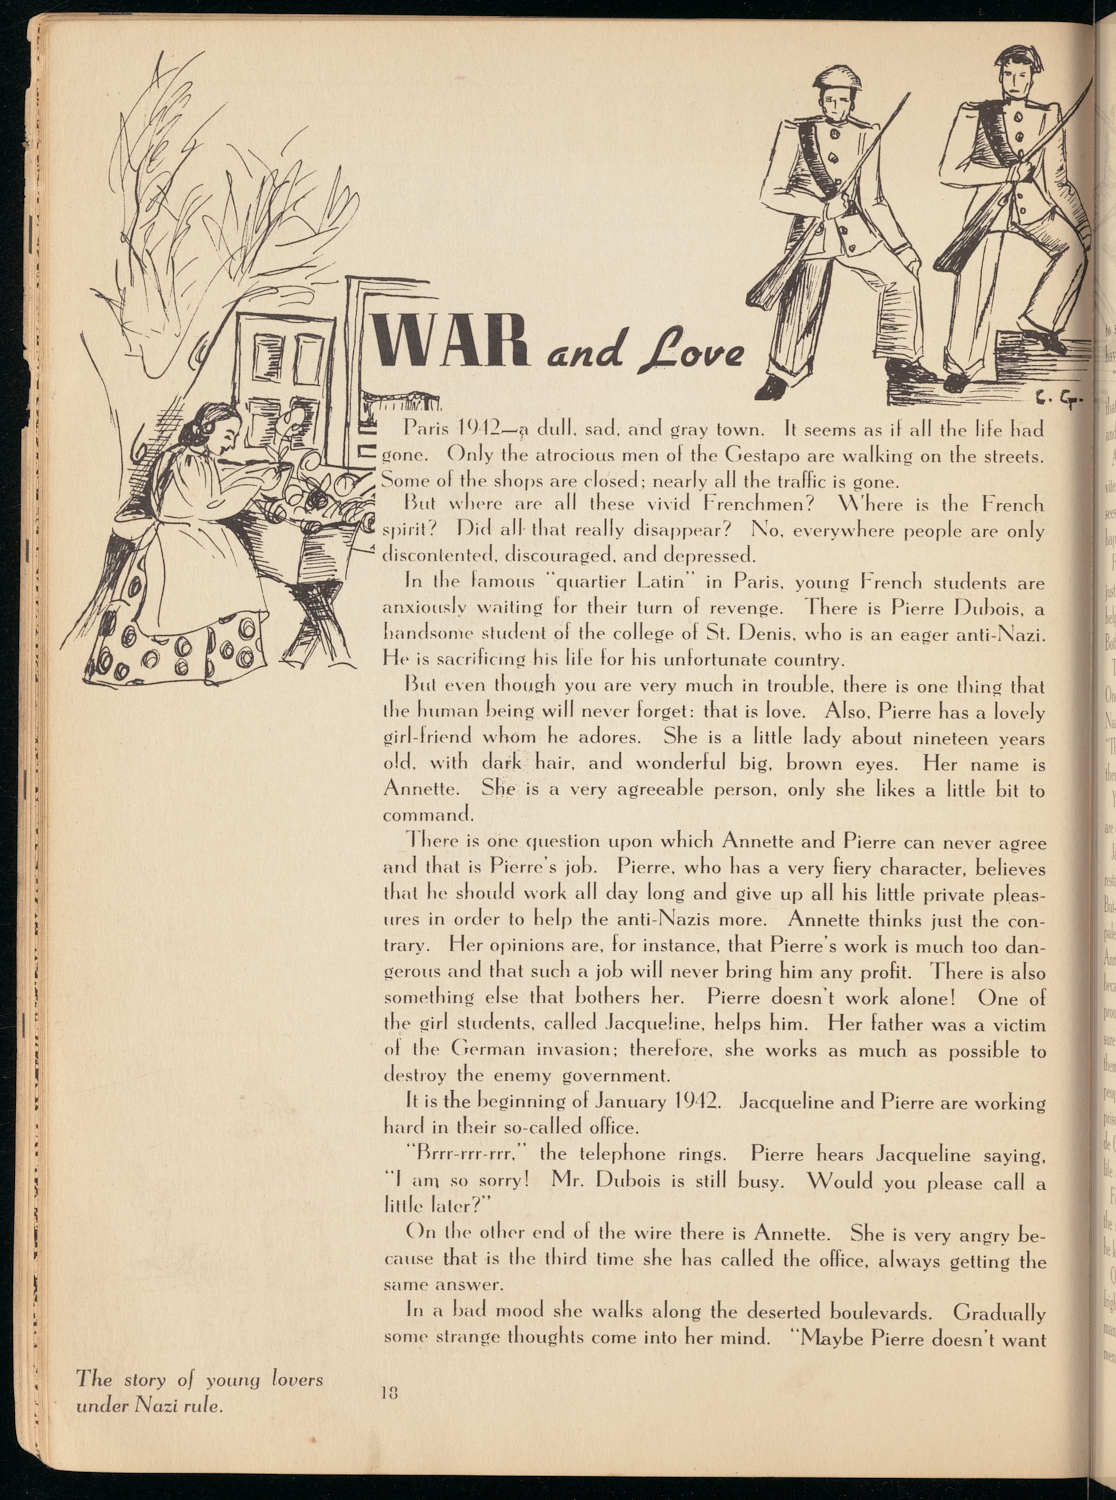 WAR and Love
E. G.
Paris 1942—a dull, sad, and gray town. It seems as if all the life had
gone. Only the atrocious men of the Gestapo are walking on the streets.
Some of the shops are closed; nearly all the traffic is gone.
But where are all these vivid Frenchmen? Where is the French
spirit? Did all that really disappear? No, everywhere people are only
discontented, discouraged, and depressed.
In the famous "quartier Latin" in Paris, young French students are
anxiously waiting for their turn of revenge. There is Pierre Dubois, a
handsome student of the college of St. Denis, who is an eager anti-Nazi.
He is sacrificing his life for his unfortunate country.
But even though you are very much in trouble, there is one thing that
the human being will never forget: that is love. Also, Pierre has a lovely
girl-friend whom he adores. She is a little lady about nineteen years
old, with dark hair, and wonderful big, brown eyes. Her name is
Annette. She is a very agreeable person, only she likes a little bit to
command.
There is one question upon which Annette and Pierre can never agree
and that is Pierre's job. Pierre, who has a very fiery character, believes
that he should work all day long and give up all his little private pleas-
ures in order to help the anti-Nazis more. Annette thinks just the con-
trary. Her opinions are, for instance, that Pierre's work is much too dan-
gerous and that such a job will never bring him any profit. There is also
something else that bothers her. Pierre doesn't work alone! One of
the girl students, called Jacqueline, helps him. Her father was a victim
of the German invasion; therefore, she works as much as possible to
destroy the enemy government.
It is the beginning of January 1942. Jacqueline and Pierre are working
hard in their so-called office.
"Brrr-rrr-rrr," the telephone rings. Pierre hears Jacqueline saying,
"I am so sorry! Mr. Dubois is still busy. Would you please call a
little later?"
On the other end of the wire there is Annette. She is very angry be-
cause that is the third time she has called the office, always getting the
same answer.
In a bad mood she walks along the deserted boulevards. Gradually
some strange thoughts come into her mind. "Maybe Pierre doesn't want
The story of young lovers
under Nazi rule.
18